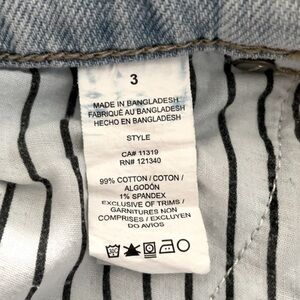 3
MADE IN BANGLADESH
FABRIQUÉ AU BANGLADESH
HECHO EN BANGLADESH
STYLE
CA# 11319
RN# 121340
99% COTTON / COTON /
ALGODÓN
1% SPANDEX
EXCLUSIVE OF TRIMS /
GARNITURES NON
COMPRISES / EXCLUYEN
DO AVIOS